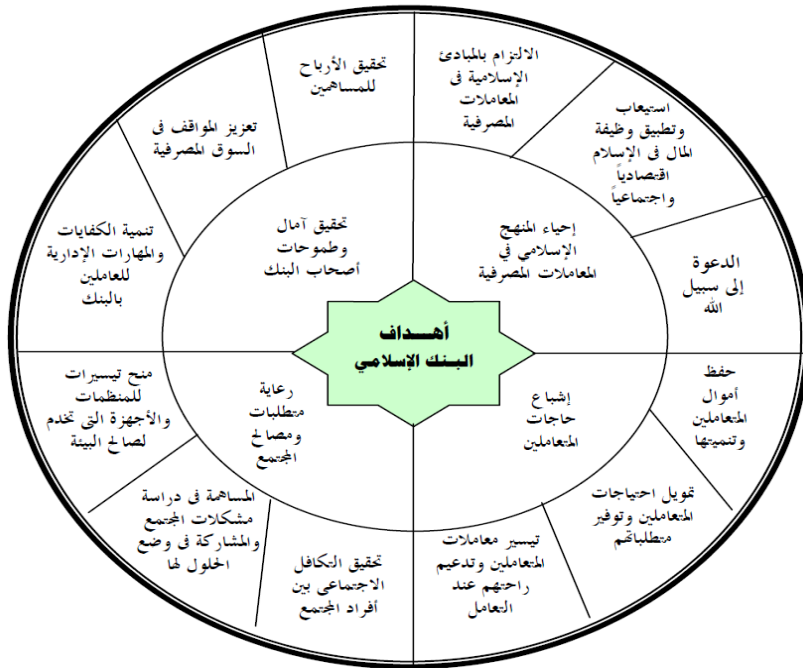 أهـــداف
البـنـك الإسلامـي
إحياء المنهج
الإسلامي في
المعاملات المصرفية
الالتزام بالمبادئ
الإسلامية فى
المعاملات
المصرفية
استيعاب
وتطبيق وظيفة
المال فى الإسلام
اقتصادياً
واجتماعياً
الدعوة
إلى سبيل
الله
إشباع
حاجات
المتعاملين
حفظ
أموال
المتعاملين
وتنميتها
تمويل احتياجات
المتعاملين وتوفير
متطلباتهم
تيسير معاملات
المتعاملين وتدعيم
راحتهم عند
التعامل
رعاية
متطلبات
ومصالح
المجتمع
تحقيق التكافل
الاجتماعى بين
أفراد المجتمع
المساهمة فى دراسة
مشكلات المجتمع
والمشاركة فى وضع
الحلول لها
منح تيسيرات
للمنظمات
والأجهزة التى تخدم
لصالح البيئة
تحقيق آمال
وطموحات
أصحاب البنك
تنمية الكفايات
والمهارات الإدارية
للعاملين
بالبنك
تعزيز المواقف فى
السوق المصرفية
تحقيق الأرباح
للمساهمين